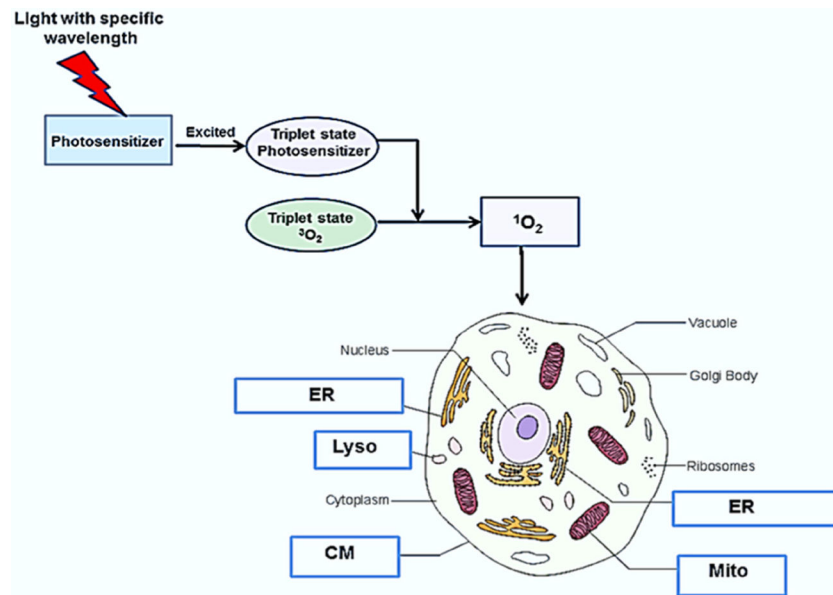 Light with specific
wavelength
Photosensitizer
Excited
Triplet state
Photosensitizer
Triplet state
³O₂
¹O₂
Vacuole
Nucleus
Golgi Body
ER
Lyso
Ribosomes
Cytoplasm
ER
CM
Mito